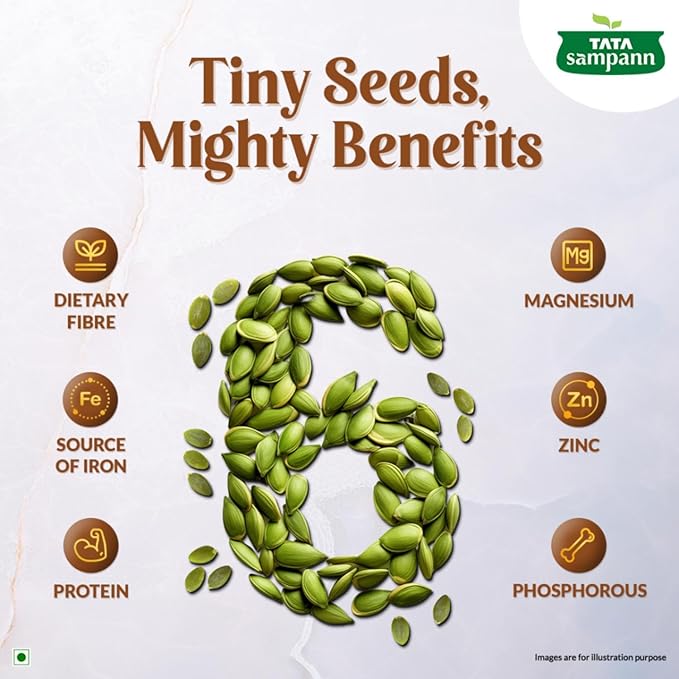 TATA
sampann
Tiny Seeds,
Mighty Benefits
DIETARY
FIBRE
Mg
MAGNESIUM
Fe
SOURCE
OF IRON
Zn
ZINC
PROTEIN
PHOSPHOROUS
6
Images are for illustration purpose